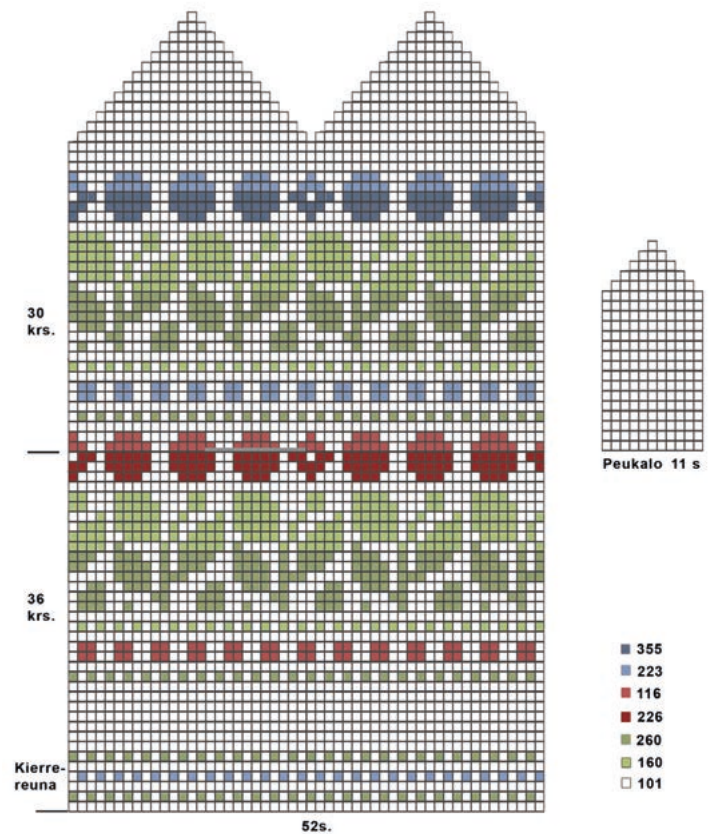 30
krs.
Peukalo 11 s
36
krs.
355
223
116
226
260
160
101
Kierre-
reuna
52s.